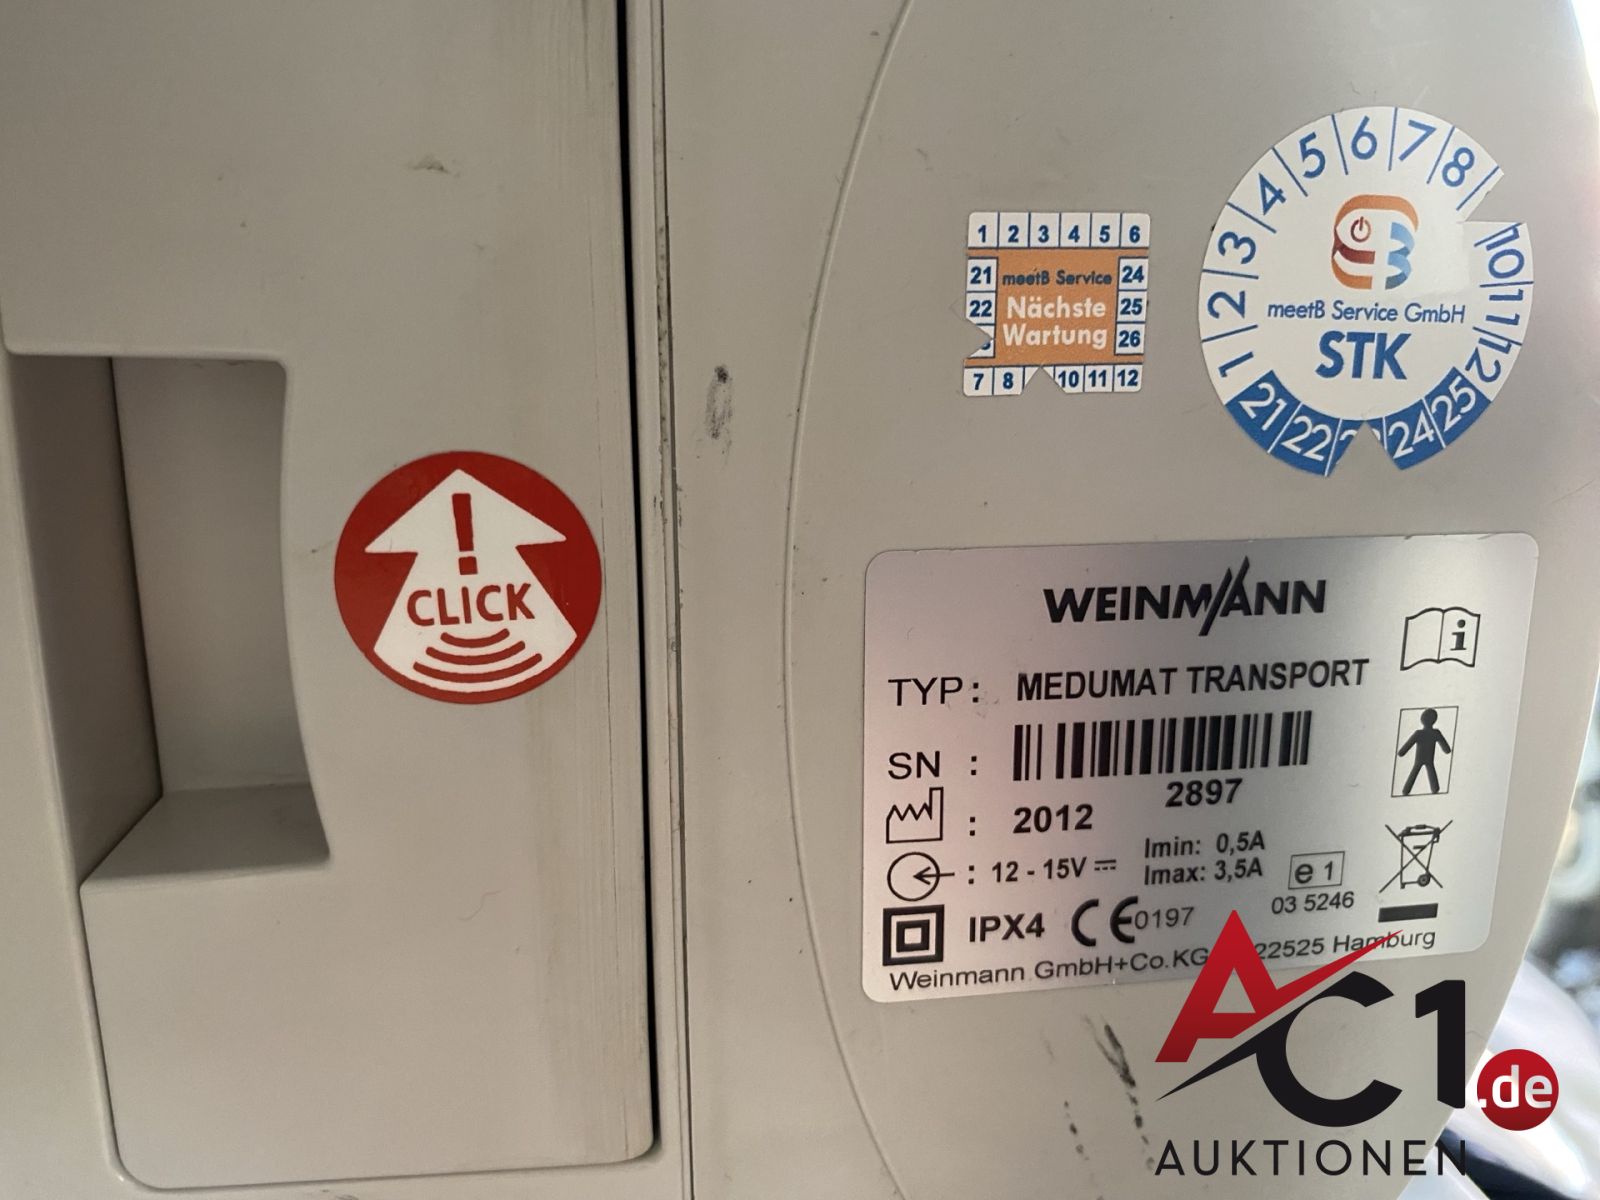 1 2 3 4 5 6
21 meetB Service 24
22 Nächste 25
Wartung 26
7 8 10 11 12
1 2 3 4 5 6 7 8 10 11 12
meetB Service GmbH
STK
21 22 24 25
!
CLICK
WEINMANN
TYP: MEDUMAT TRANSPORT
SN :
2897
: 2012
: 12 - 15V Imin: 0,5A
Imax: 3,5A e 1
03 5246
IPX4 CE 0197
Weinmann GmbH+Co.KG 22525 Hamburg
AC1.de
AUKTIONEN